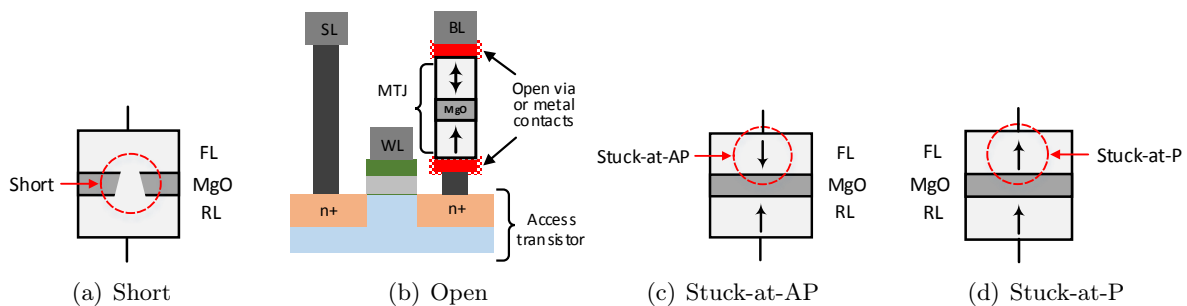 Short
FL
MgO
RL
(a) Short
SL
BL
MTJ
MgO
WL
Open via
or metal
contacts
n+
n+
Access
transistor
(b) Open
Stuck-at-AP
FL
MgO
RL
(c) Stuck-at-AP
FL
MgO
RL
Stuck-at-P
(d) Stuck-at-P